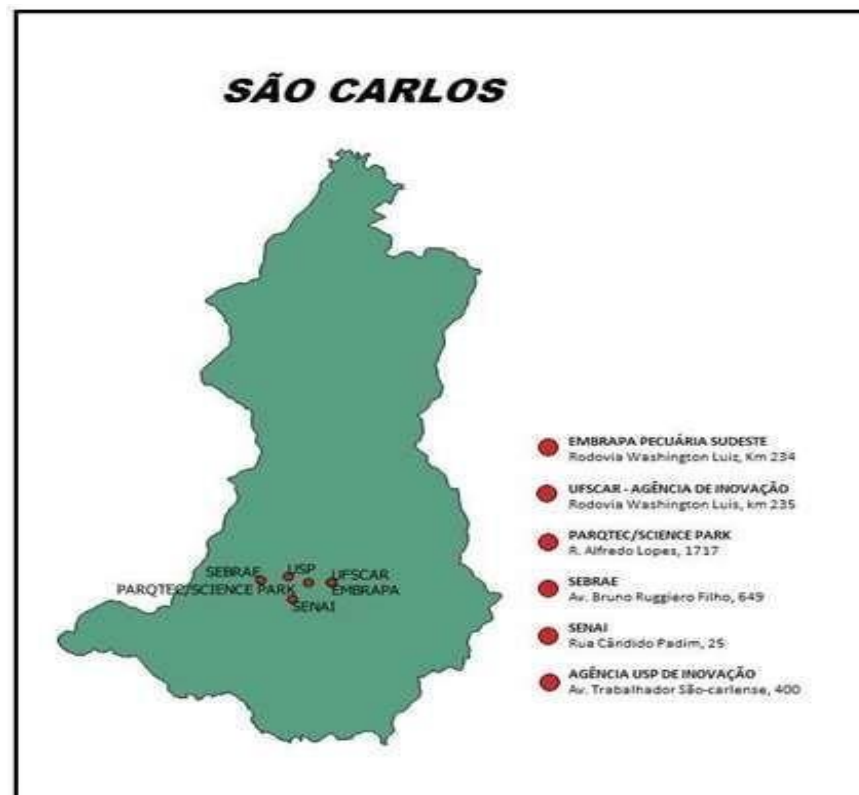 SÃO CARLOS
EMBRAPA PECUÁRIA SUDESTE
Rodovia Washington Luiz, Km 234
UFSCAR - AGÊNCIA DE INOVAÇÃO
Rodovia Washington Luis, km 235
PARQTEC/SCIENCE PARK
R. Alfredo Lopes, 1717
SEBRAE
Av. Bruno Ruggiero Filho, 649
SENAI
Rua Cândido Padim, 25
AGÊNCIA USP DE INOVAÇÃO
Av. Trabalhador São-carlense, 400
SEBRAE
USP
UFSCAR
PARQTEC/SCIENCE PARK
EMBRAPA
SENAI